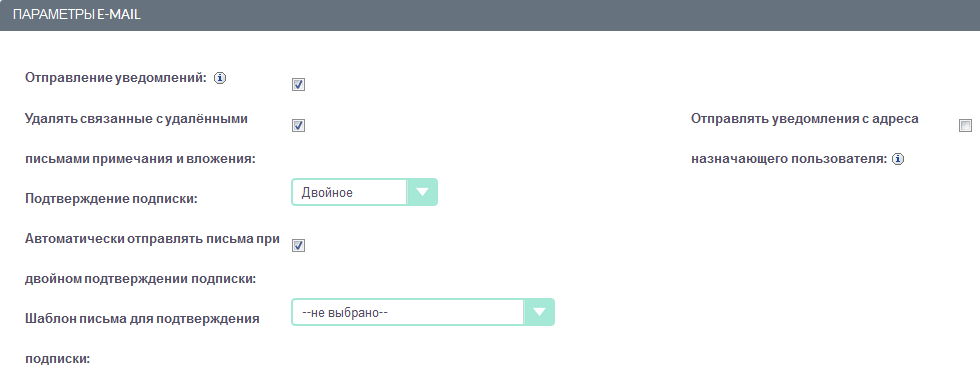 ПАРАМЕТРЫ E-MAIL
Отправление уведомлений:
Удалять связанные с удалёнными
письмами примечания и вложения:
Отправлять уведомления с адреса
назначающего пользователя:
Подтверждение подписки:
Двойное
Автоматически отправлять письма при
двойном подтверждении подписки:
Шаблон письма для подтверждения
подписки:
--не выбрано--